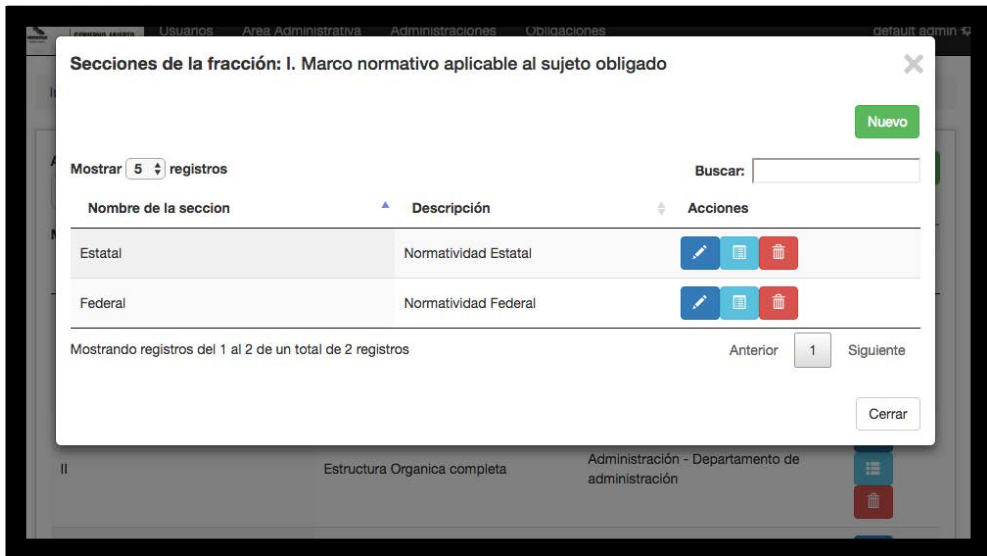 GOBIERNO ABIERTO Usuarios Area Administrativa Administraciones Obligaciones default admin
Secciones de la fracción: I. Marco normativo aplicable al sujeto obligado
Nuevo
Mostrar 5 registros Buscar:
Nombre de la seccion Descripción Acciones
Estatal Normatividad Estatal
Federal Normatividad Federal
Mostrando registros del 1 al 2 de un total de 2 registros Anterior 1 Siguiente
Cerrar
II Estructura Organica completa Administración - Departamento de
administración